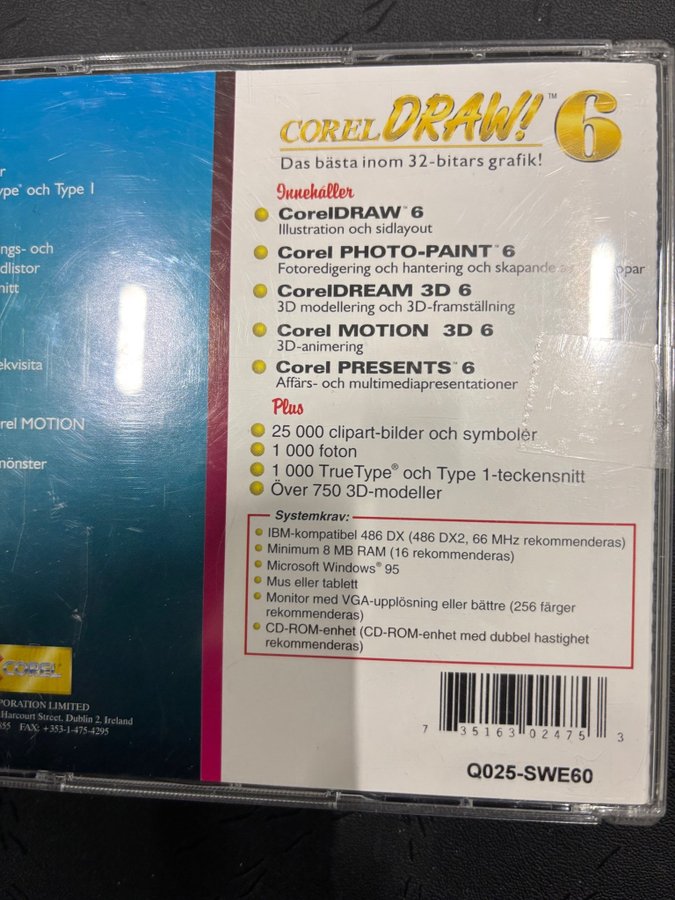 ype® och Type 1
ngs- och
dlistor
nitt
ekvisita
rel MOTION
mönster
COREL
PORATION LIMITED
Harcourt Street, Dublin 2, Ireland
855 FAX: +353-1-475-4295
COREL DRAW!™ 6
Das bästa inom 32-bitars grafik!
Innehåller
CorelDRAW™ 6
Illustration och sidlayout
Corel PHOTO-PAINT™ 6
Fotoredigering och hantering och skapande
CorelDREAM 3D 6
3D modellering och 3D-framställning
Corel MOTION 3D 6
3D-animering
Corel PRESENTS™ 6
Affärs- och multimediapresentationer
Plus
25 000 clipart-bilder och symboler
1 000 foton
1 000 TrueType® och Type 1-teckensnitt
Över 750 3D-modeller
Systemkrav:
IBM-kompatibel 486 DX (486 DX2, 66 MHz rekommenderas)
Minimum 8 MB RAM (16 rekommenderas)
Microsoft Windows® 95
Mus eller tablett
Monitor med VGA-upplösning eller bättre (256 färger
rekommenderas)
CD-ROM-enhet (CD-ROM-enhet med dubbel hastighet
rekommenderas)
7 35163 02475 3
Q025-SWE60